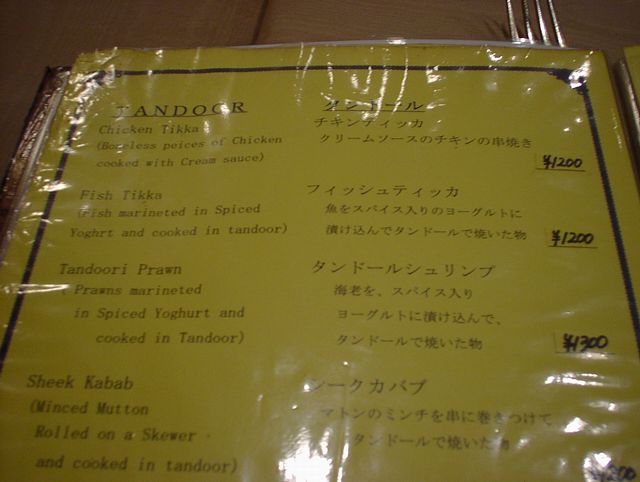 TANDOOR
タンドール
Chicken Tikka
チキンティッカ
(Boneless peices of Chicken
クリームソースのチキンの串焼き
cooked with Cream sauce)
¥1200
Fish Tikka
フィッシュティッカ
(Fish marineted in Spiced
魚をスパイス入りのヨーグルトに
Yoghrt and cooked in tandoor)
漬け込んでタンドールで焼いた物
¥1200
Tandoori Prawn
タンドールシュリンプ
( Prawns marineted
海老を、スパイス入り
in Spiced Yoghurt and
ヨーグルトに漬け込んで、
cooked in Tandoor)
タンドールで焼いた物
¥1300
Sheek Kabab
シークカバブ
(Minced Mutton
マトンのミンチを串に巻きつけて
Rolled on a Skewer
タンドールで焼いた物
and cooked in tandoor)